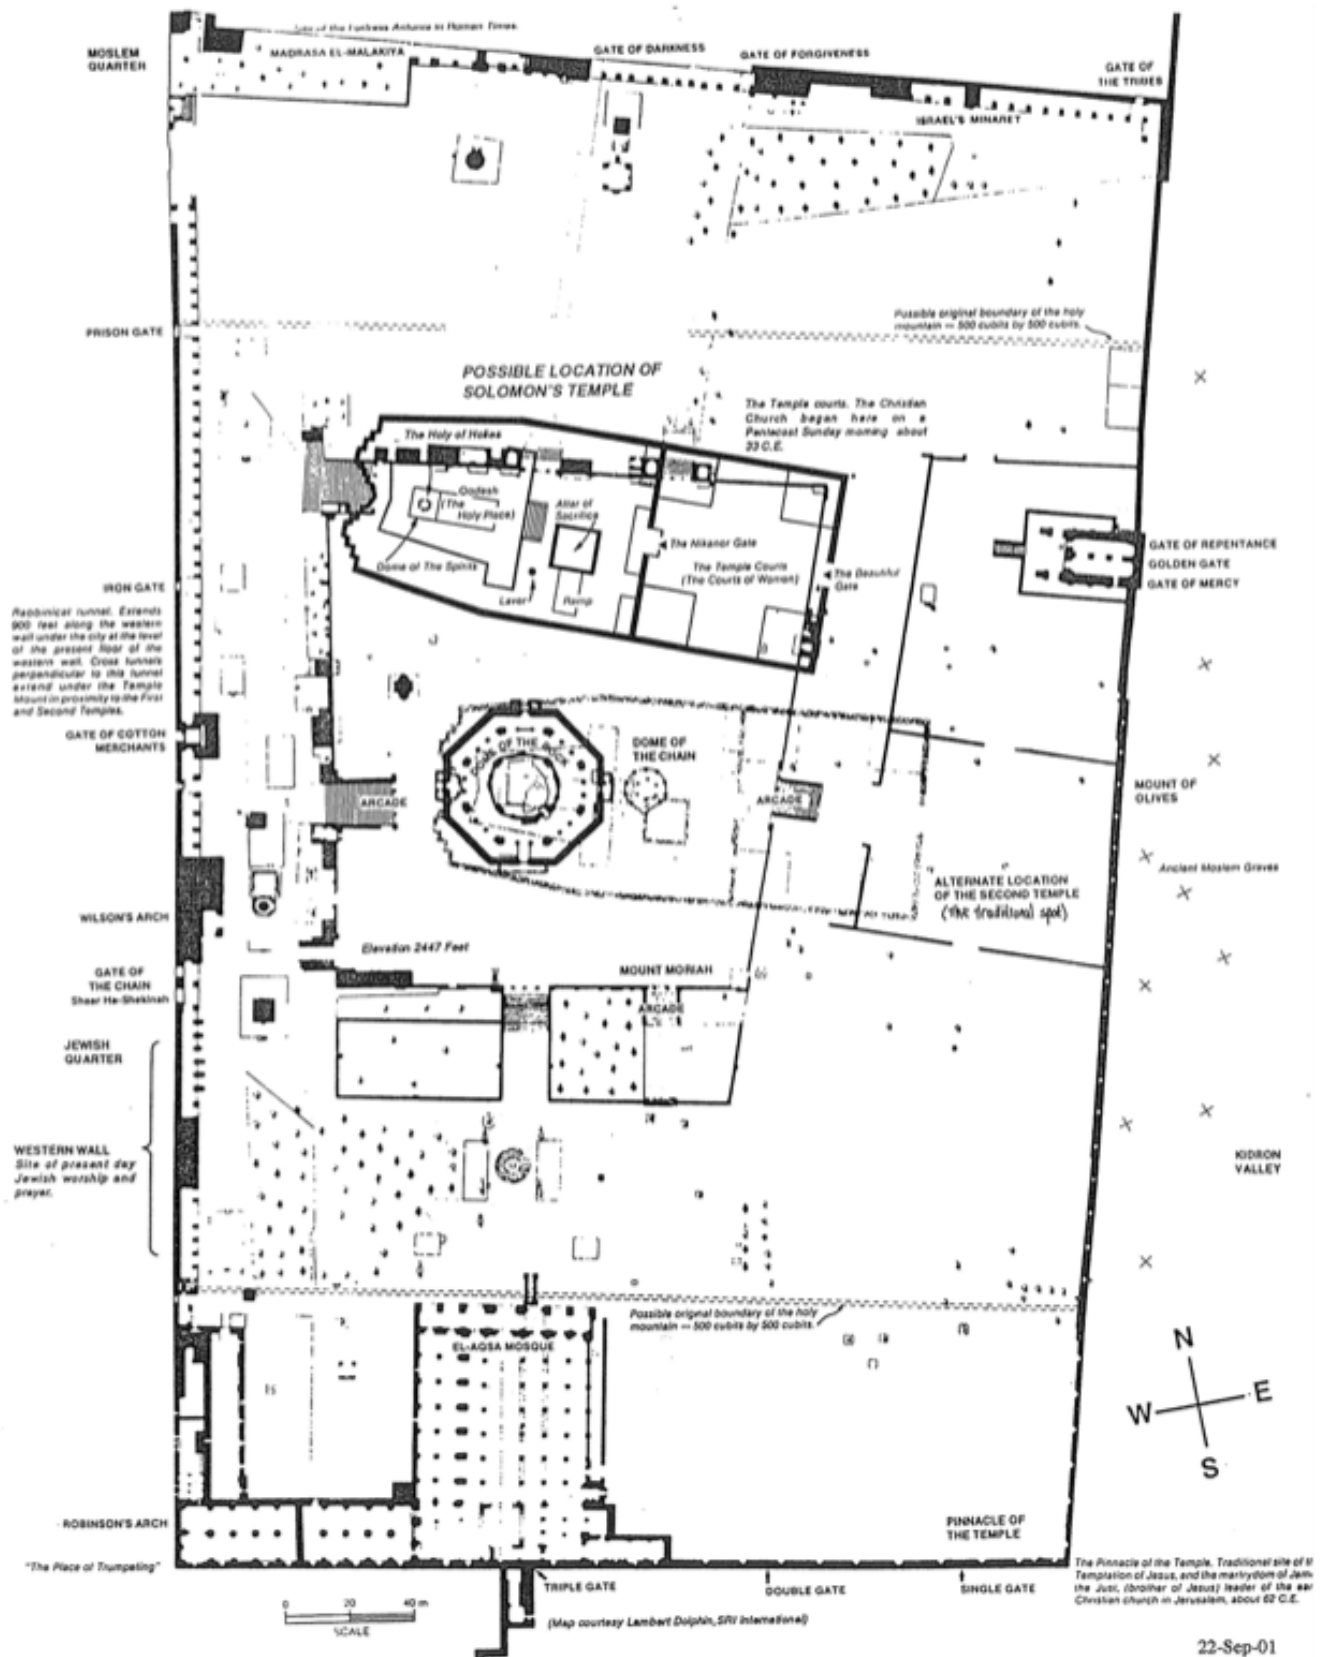 Site of the Fortress Antonia in Roman Times.
MOSLEM
QUARTER
MADRASA EL-MALAKIYA
GATE OF DARKNESS
GATE OF FORGIVENESS
GATE OF
THE TRIBES
ISRAEL'S MINARET
PRISON GATE
Possible original boundary of the holy
mountain — 500 cubits by 500 cubits.
POSSIBLE LOCATION OF
SOLOMON'S TEMPLE
The Temple courts. The Christian
Church began here on a
Pentecost Sunday morning about
33 C.E.
The Holy of Holies
Qodesh
(The
Holy Place)
Altar of
Sacrifice
The Nikanor Gate
The Temple Courts
(The Courts of Women)
The Beautiful
Gate
Dome of The Spirits
Laver
Ramp
GATE OF REPENTANCE
GOLDEN GATE
GATE OF MERCY
IRON GATE
Rabbinical tunnel. Extends
900 feet along the western
wall under the city at the level
of the present floor of the
western wall. Cross tunnels
perpendicular to this tunnel
extend under the Temple
Mount in proximity to the First
and Second Temples.
GATE OF COTTON
MERCHANTS
DOME OF THE ROCK
DOME OF
THE CHAIN
ARCADE
ARCADE
MOUNT OF
OLIVES
Ancient Moslem Graves
ALTERNATE LOCATION
OF THE SECOND TEMPLE
(The traditional spot)
WILSON'S ARCH
Elevation 2447 Feet
MOUNT MORIAH
GATE OF
THE CHAIN
Shaar Ha-Shekinah
ARCADE
JEWISH
QUARTER
WESTERN WALL
Site of present day
Jewish worship and
prayer.
KIDRON
VALLEY
Possible original boundary of the holy
mountain — 500 cubits by 500 cubits.
EL-AQSA MOSQUE
N
W
E
S
ROBINSON'S ARCH
PINNACLE OF
THE TEMPLE
"The Place of Trumpeting"
The Pinnacle of the Temple. Traditional site of
Temptation of Jesus, and the martyrdom of
the Just, (brother of Jesus) leader of the
Christian church in Jerusalem, about 62 C.E.
TRIPLE GATE
DOUBLE GATE
SINGLE GATE
0 20 40 m
SCALE
(Map courtesy Lambert Dolphin, SRI International)
22-Sep-01